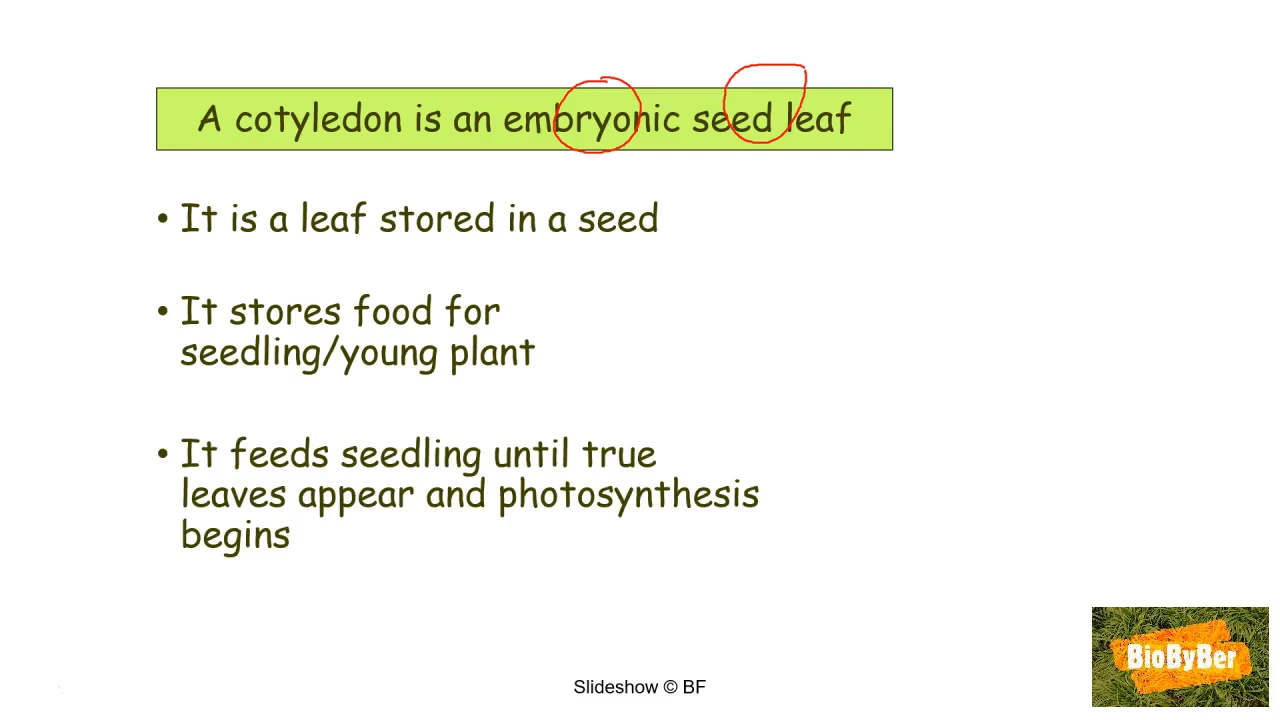 A cotyledon is an embryonic seed leaf
• It is a leaf stored in a seed
• It stores food for
seedling/young plant
• It feeds seedling until true
leaves appear and photosynthesis
begins
BioByBer
Slideshow © BF